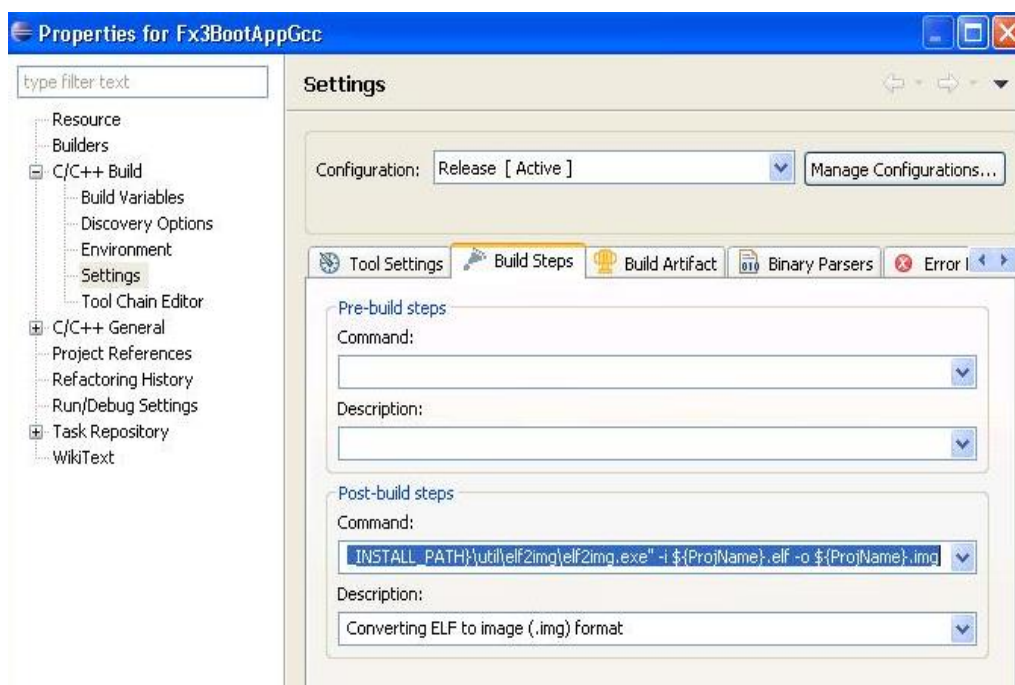 Properties for Fx3BootAppGcc
type filter text
Resource
Builders
C/C++ Build
Build Variables
Discovery Options
Environment
Settings
Tool Chain Editor
C/C++ General
Project References
Refactoring History
Run/Debug Settings
Task Repository
WikiText
Settings
Configuration: Release [ Active ] Manage Configurations...
Tool Settings Build Steps Build Artifact Binary Parsers Error
Pre-build steps
Command:
Description:
Post-build steps
Command:
_INSTALL_PATH}\util\elf2img\elf2img.exe" -i ${ProjName}.elf -o ${ProjName}.img
Description:
Converting ELF to image (.img) format